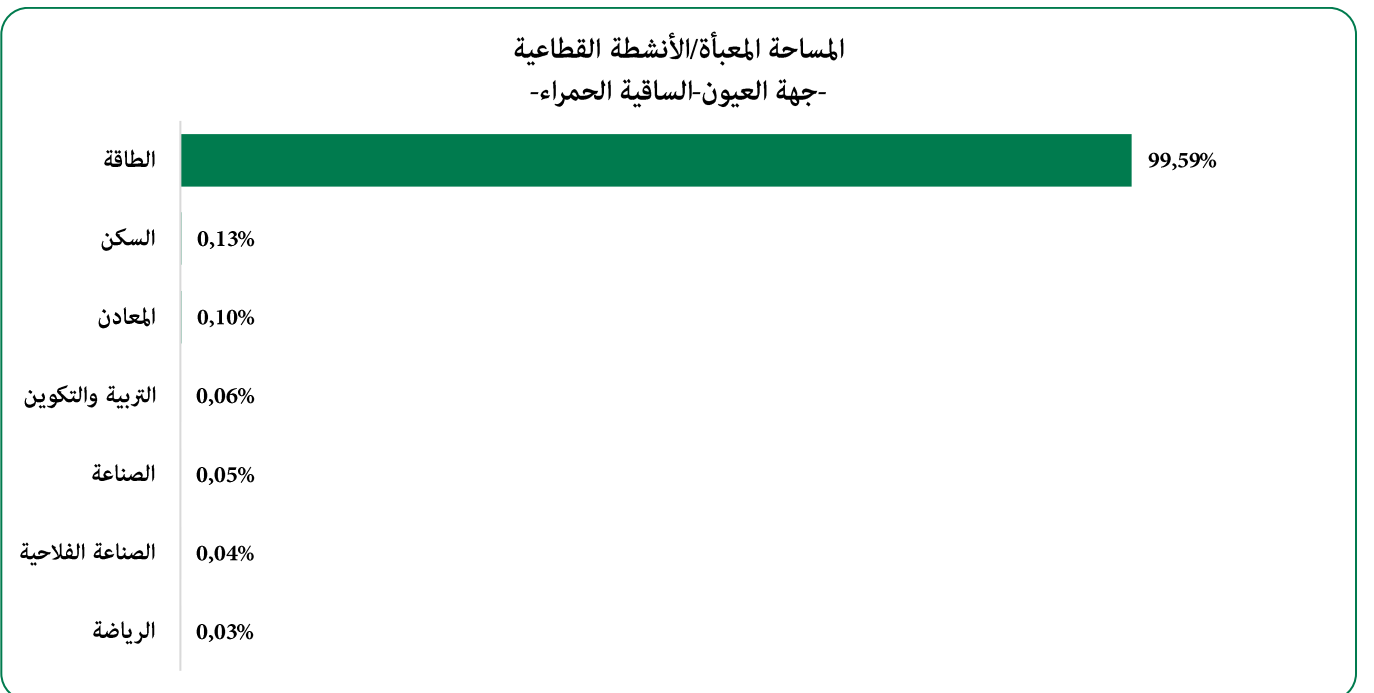 المساحة المعبأة/الأنشطة القطاعية
-جهة العيون-الساقية الحمراء-
الطاقة 99,59%
السكن 0,13%
المعادن 0,10%
التربية والتكوين 0,06%
الصناعة 0,05%
الصناعة الفلاحية 0,04%
الرياضة 0,03%